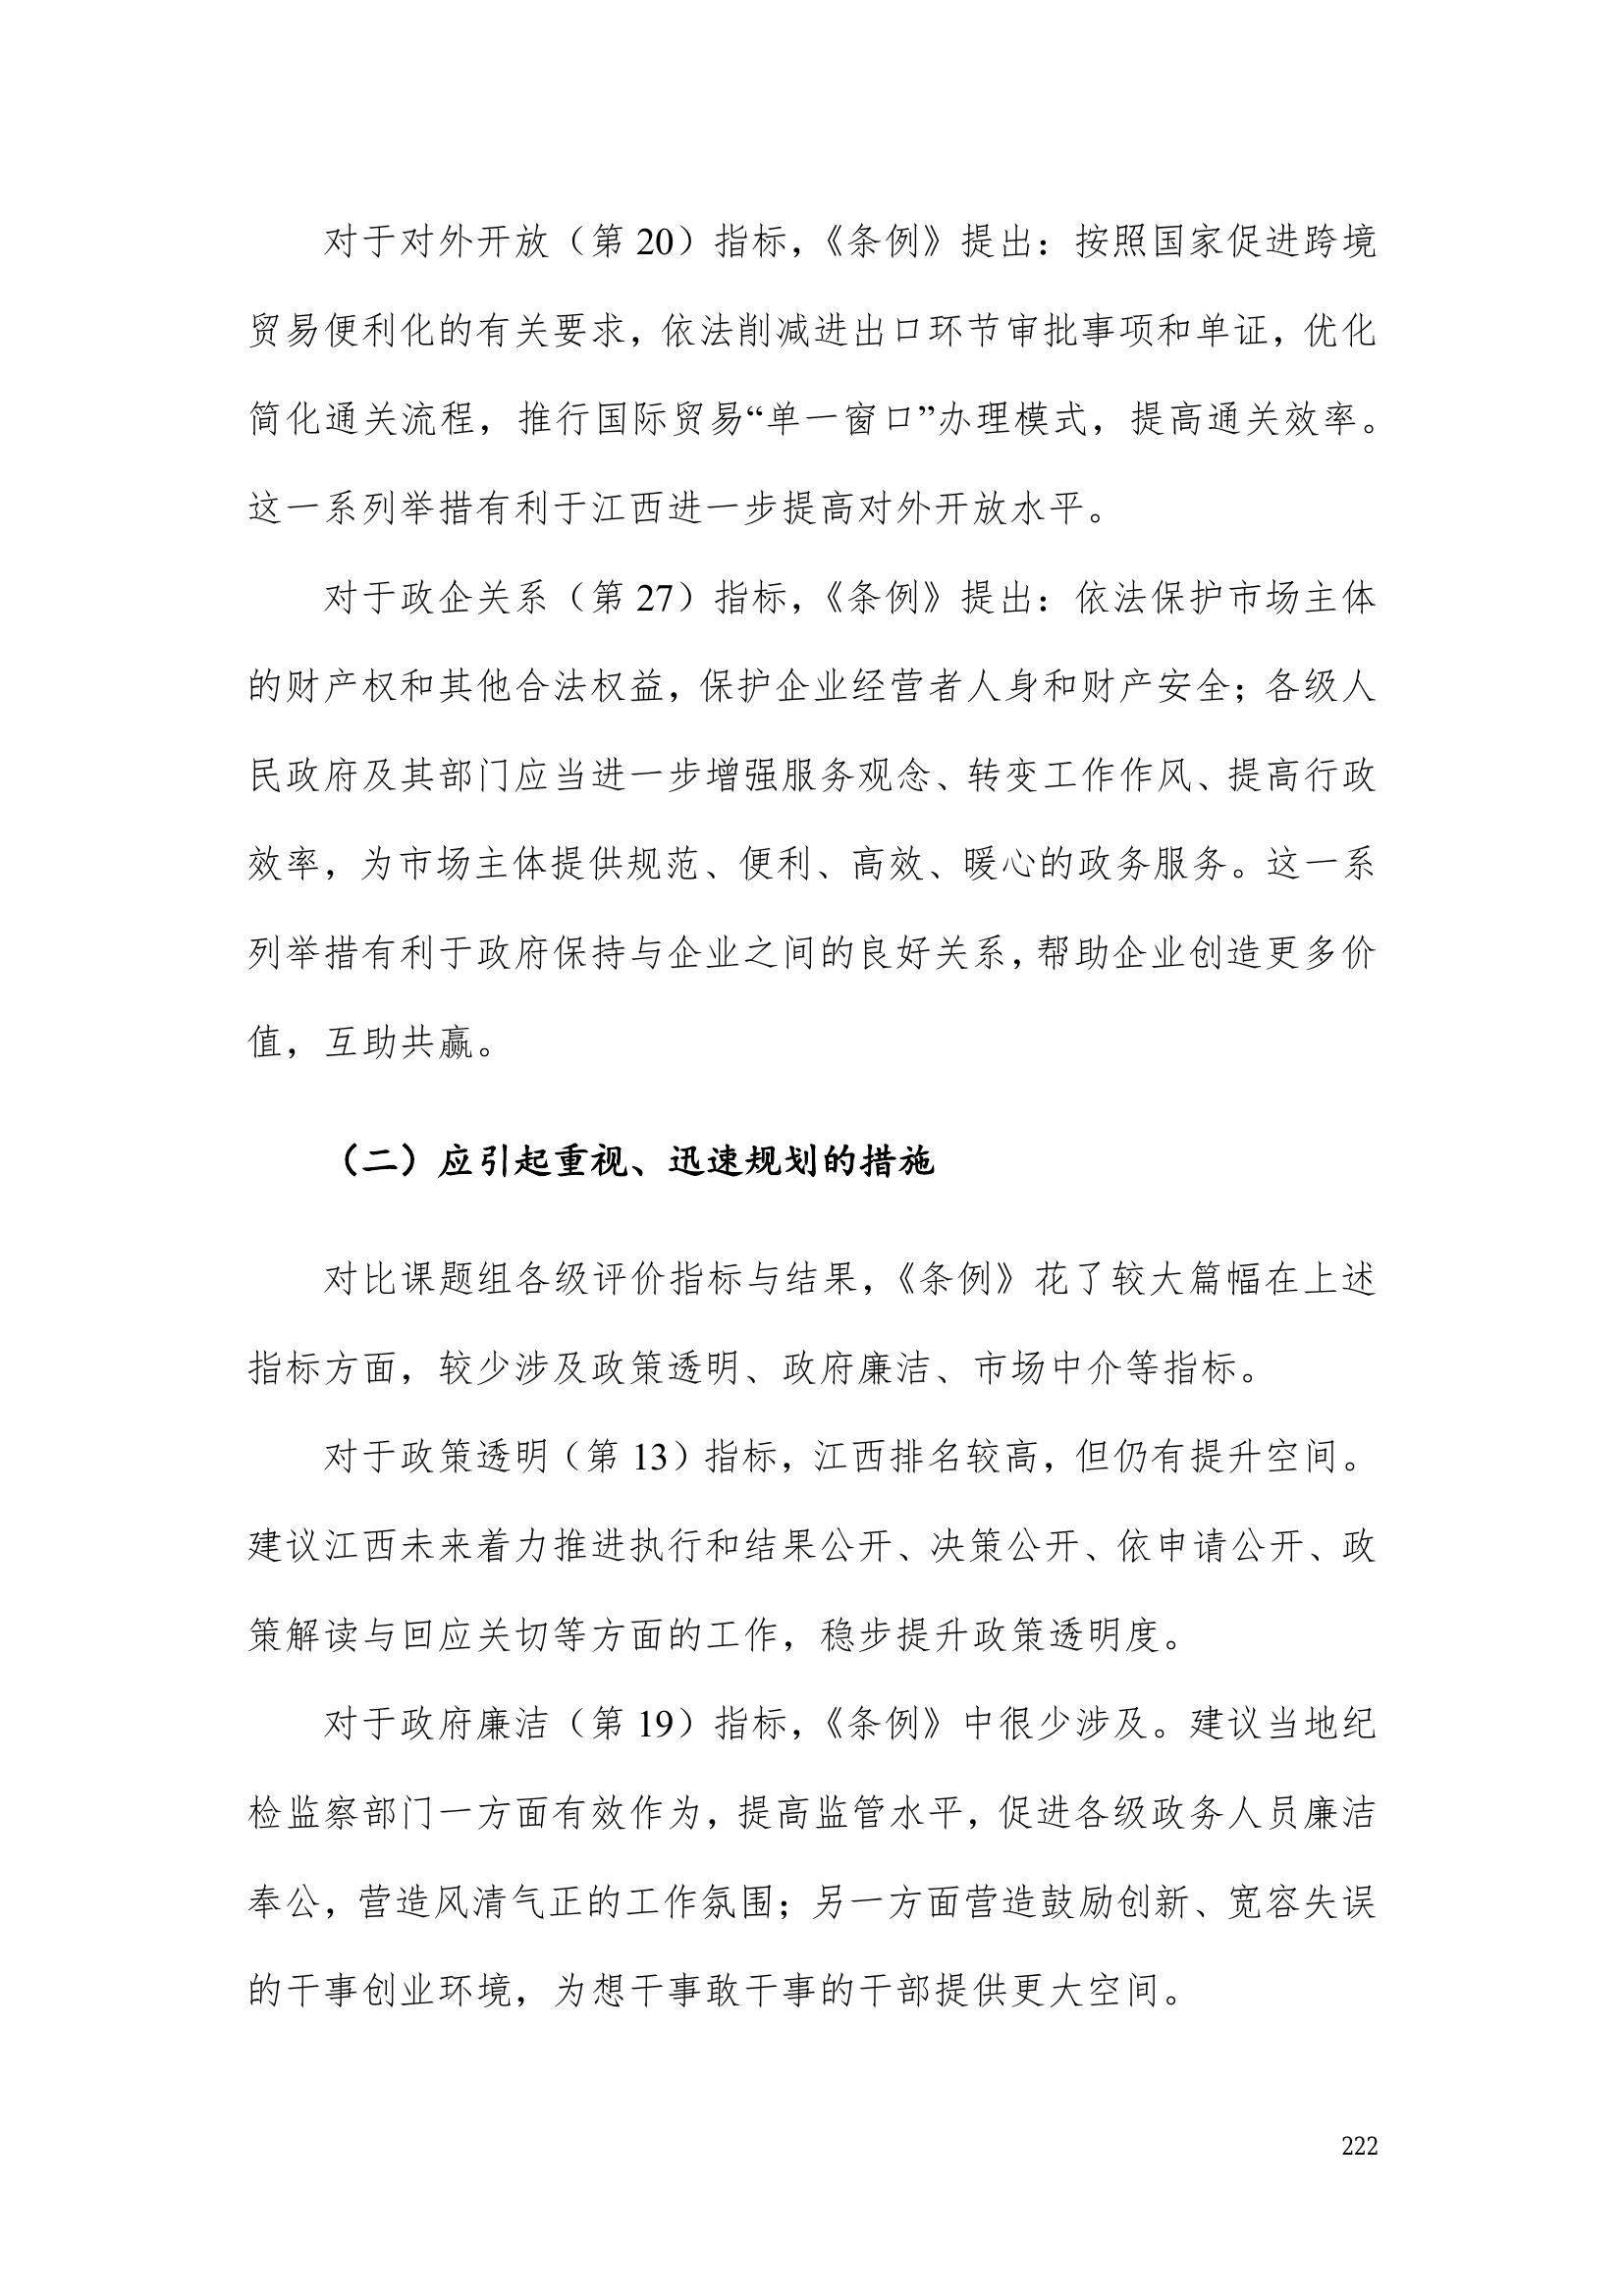 对于对外开放（第 20）指标，《条例》提出：按照国家促进跨境
贸易便利化的有关要求，依法削减进出口环节审批事项和单证，优化
简化通关流程，推行国际贸易“单一窗口”办理模式，提高通关效率。
这一系列举措有利于江西进一步提高对外开放水平。
对于政企关系（第 27）指标，《条例》提出：依法保护市场主体
的财产权和其他合法权益，保护企业经营者人身和财产安全；各级人
民政府及其部门应当进一步增强服务观念、转变工作作风、提高行政
效率，为市场主体提供规范、便利、高效、暖心的政务服务。这一系
列举措有利于政府保持与企业之间的良好关系，帮助企业创造更多价
值，互助共赢。
（二）应引起重视、迅速规划的措施
对比课题组各级评价指标与结果，《条例》花了较大篇幅在上述
指标方面，较少涉及政策透明、政府廉洁、市场中介等指标。
对于政策透明（第 13）指标，江西排名较高，但仍有提升空间。
建议江西未来着力推进执行和结果公开、决策公开、依申请公开、政
策解读与回应关切等方面的工作，稳步提升政策透明度。
对于政府廉洁（第 19）指标，《条例》中很少涉及。建议当地纪
检监察部门一方面有效作为，提高监管水平，促进各级政务人员廉洁
奉公，营造风清气正的工作氛围；另一方面营造鼓励创新、宽容失误
的干事创业环境，为想干事敢干事的干部提供更大空间。
222